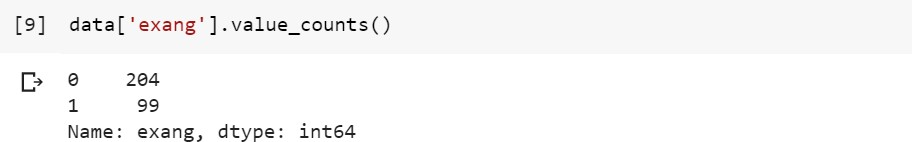 [9] data['exang'].value_counts()
0    204
1     99
Name: exang, dtype: int64